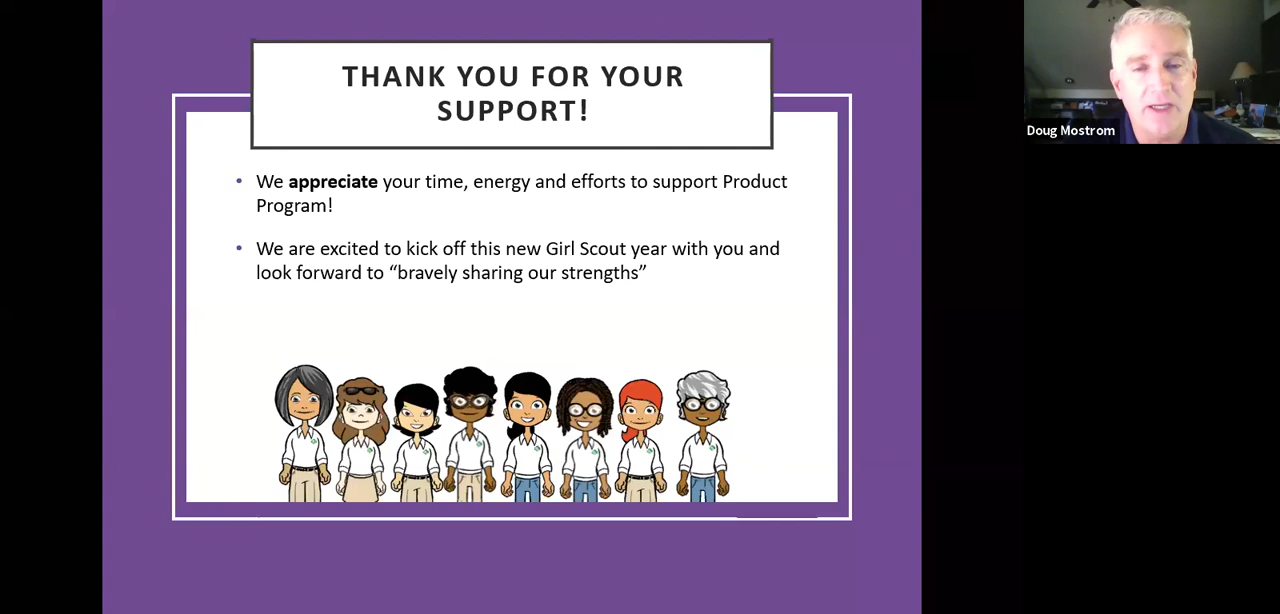 THANK YOU FOR YOUR
SUPPORT!
• We appreciate your time, energy and efforts to support Product
Program!
• We are excited to kick off this new Girl Scout year with you and
look forward to “bravely sharing our strengths”
Doug Mostrom